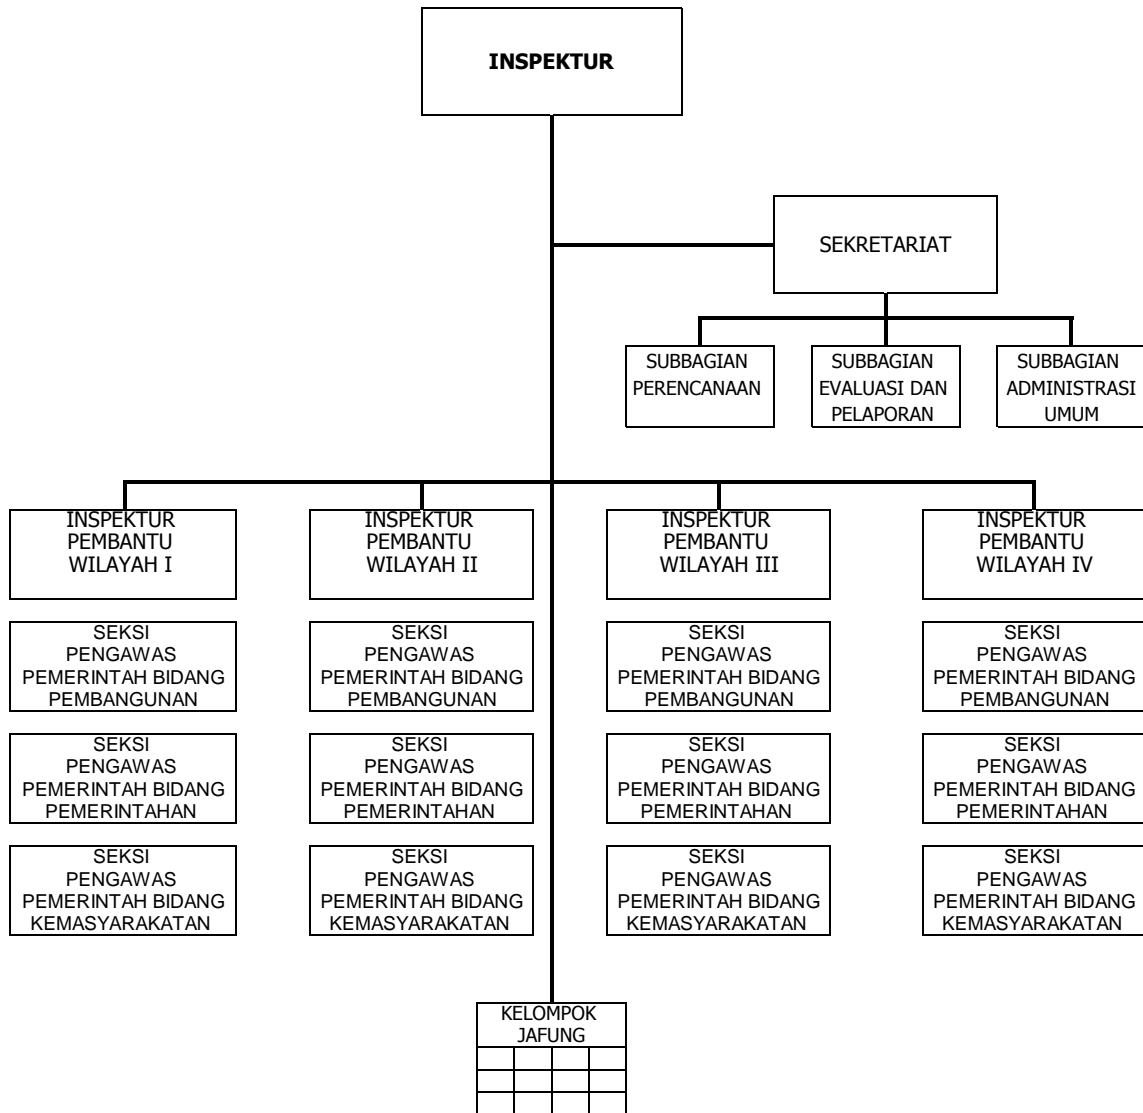 INSPEKTUR
SEKRETARIAT
SUBBAGIAN
PERENCANAAN
SUBBAGIAN
EVALUASI DAN
PELAPORAN
SUBBAGIAN
ADMINISTRASI
UMUM
INSPEKTUR
PEMBANTU
WILAYAH I
INSPEKTUR
PEMBANTU
WILAYAH II
INSPEKTUR
PEMBANTU
WILAYAH III
INSPEKTUR
PEMBANTU
WILAYAH IV
SEKSI
PENGAWAS
PEMERINTAH BIDANG
PEMBANGUNAN
SEKSI
PENGAWAS
PEMERINTAH BIDANG
PEMBANGUNAN
SEKSI
PENGAWAS
PEMERINTAH BIDANG
PEMBANGUNAN
SEKSI
PENGAWAS
PEMERINTAH BIDANG
PEMBANGUNAN
SEKSI
PENGAWAS
PEMERINTAH BIDANG
PEMERINTAHAN
SEKSI
PENGAWAS
PEMERINTAH BIDANG
PEMERINTAHAN
SEKSI
PENGAWAS
PEMERINTAH BIDANG
PEMERINTAHAN
SEKSI
PENGAWAS
PEMERINTAH BIDANG
PEMERINTAHAN
SEKSI
PENGAWAS
PEMERINTAH BIDANG
KEMASYARAKATAN
SEKSI
PENGAWAS
PEMERINTAH BIDANG
KEMASYARAKATAN
SEKSI
PENGAWAS
PEMERINTAH BIDANG
KEMASYARAKATAN
SEKSI
PENGAWAS
PEMERINTAH BIDANG
KEMASYARAKATAN
KELOMPOK
JAFUNG